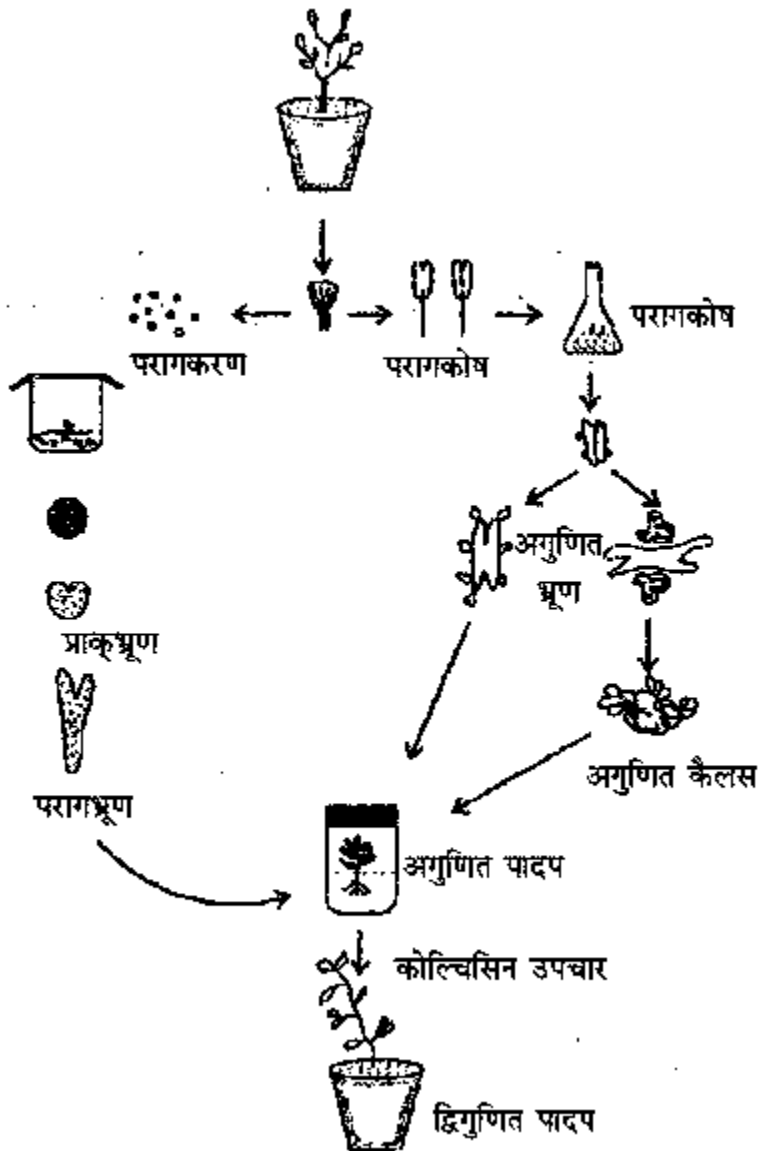 परागकोष
परागकरण
परागकोष
अगुणित
भ्रूण
प्राक्भ्रूण
अगुणित कैलस
परागभ्रूण
अगुणित पादप
कोल्चिसिन उपचार
द्विगुणित पादप